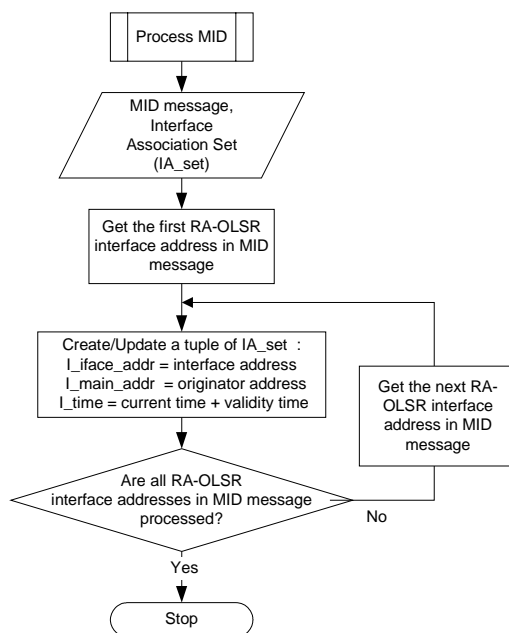 Process MID
MID message,
Interface
Association Set
(IA_set)
Get the first RA-OLSR
interface address in MID
message
Create/Update a tuple of IA_set :
I_iface_addr = interface address
I_main_addr = originator address
I_time = current time + validity time
Get the next RA-
OLSR interface
address in MID
message
Are all RA-OLSR
interface addresses in MID message
processed?
No
Yes
Stop